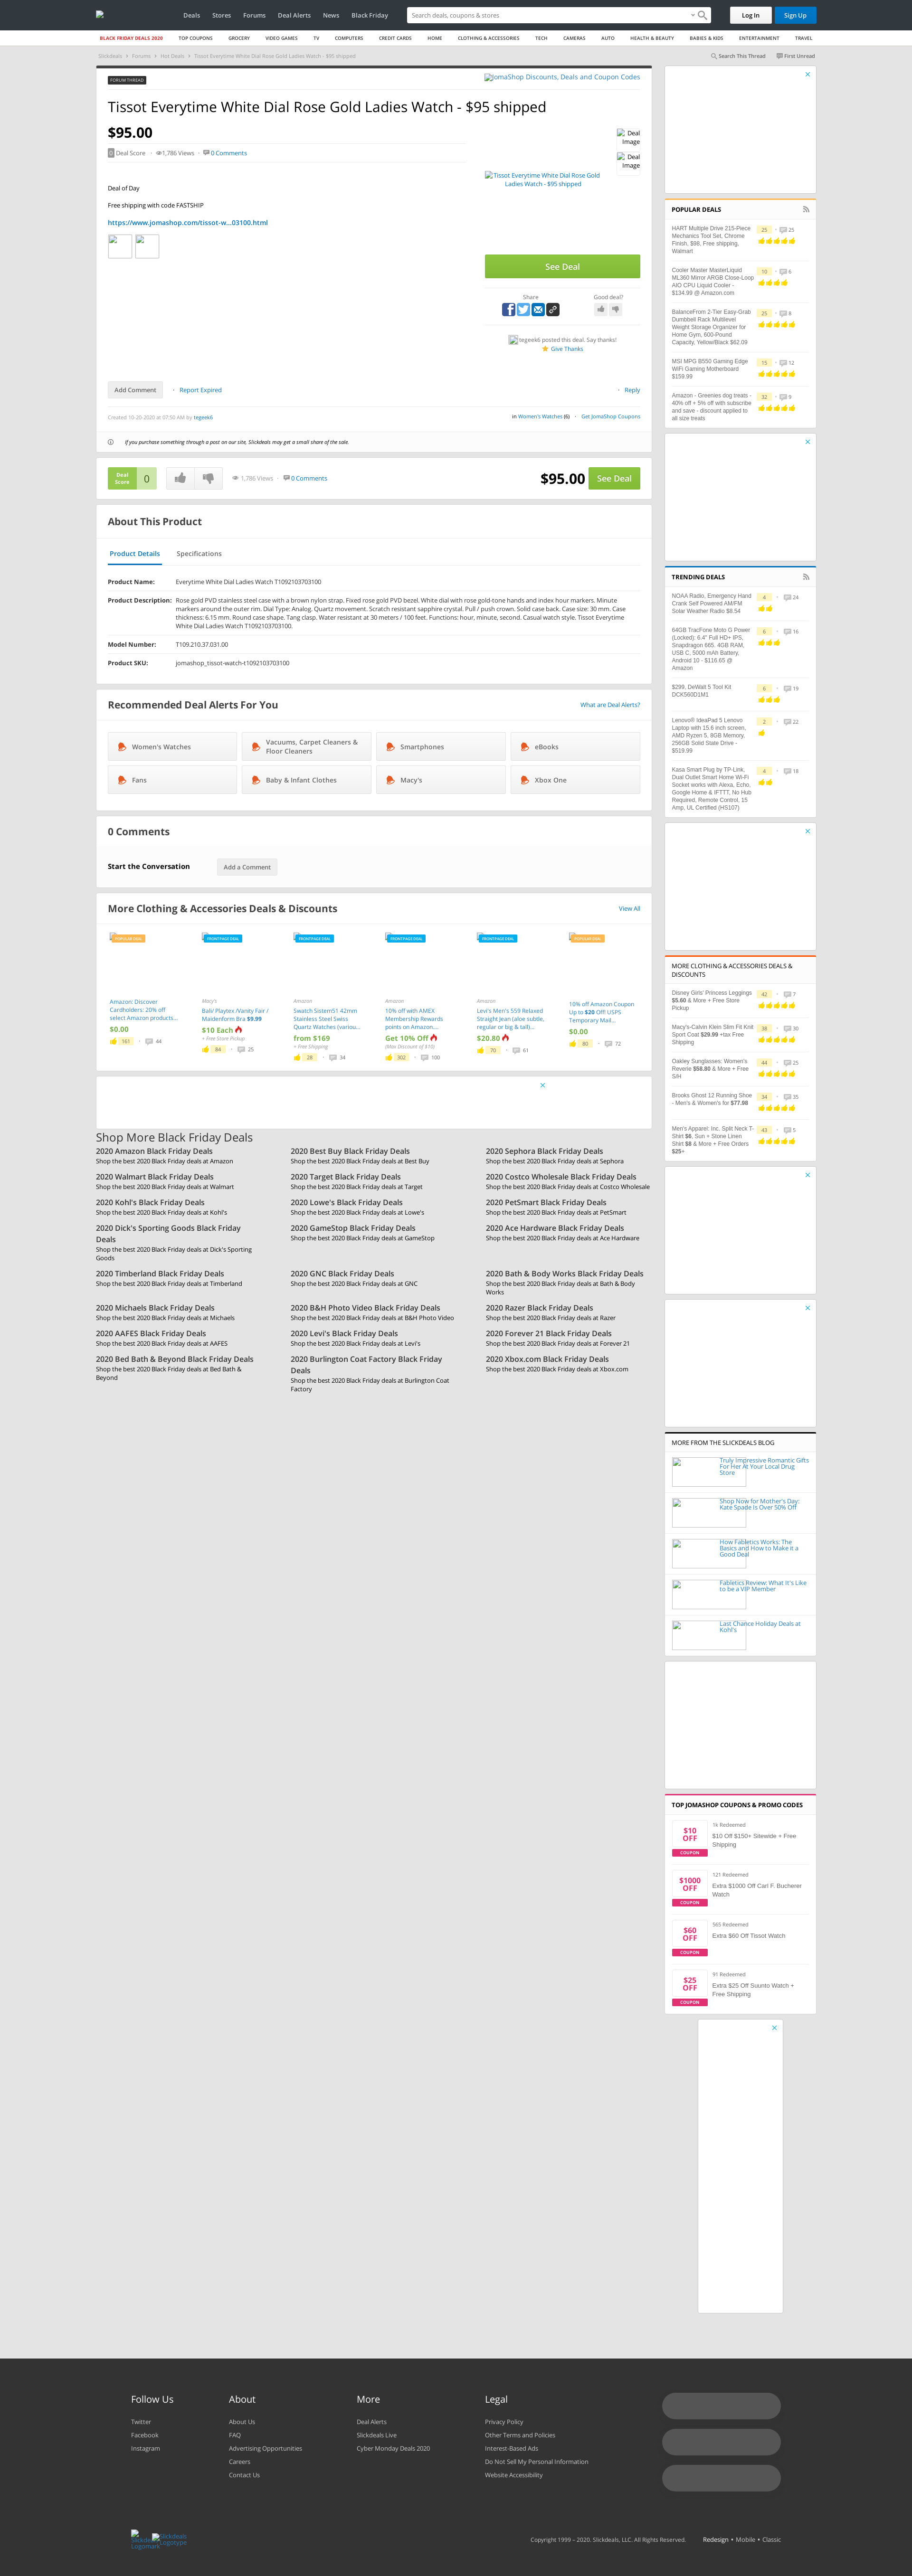 Deals Stores Forums Deal Alerts News Black Friday
Search deals, coupons & stores
Log In
Sign Up
BLACK FRIDAY DEALS 2020 TOP COUPONS GROCERY VIDEO GAMES TV COMPUTERS CREDIT CARDS HOME CLOTHING & ACCESSORIES TECH CAMERAS AUTO HEALTH & BEAUTY BABIES & KIDS ENTERTAINMENT TRAVEL
Slickdeals > Forums > Hot Deals > Tissot Everytime White Dial Rose Gold Ladies Watch - $95 shipped
Search This Thread First Unread
FORUM THREAD
JomaShop Discounts, Deals and Coupon Codes
Tissot Everytime White Dial Rose Gold Ladies Watch - $95 shipped
$95.00
0 Deal Score • 1,786 Views • 0 Comments
Deal of Day
Free shipping with code FASTSHIP
https://www.jomashop.com/tissot-w...03100.html
Tissot Everytime White Dial Rose Gold
Ladies Watch - $95 shipped
Deal
Image
Deal
Image
See Deal
Share
Good deal?
tegeek6 posted this deal. Say thanks!
Give Thanks
Add Comment • Report Expired
• Reply
Created 10-20-2020 at 07:50 AM by tegeek6
in Women's Watches (6) • Get JomaShop Coupons
If you purchase something through a post on our site, Slickdeals may get a small share of the sale.
Deal
Score
0
1,786 Views • 0 Comments
$95.00
See Deal
About This Product
Product Details
Specifications
Product Name: Everytime White Dial Ladies Watch T1092103703100
Product Description: Rose gold PVD stainless steel case with a brown nylon strap. Fixed rose gold PVD bezel. White dial with rose gold-tone hands and index hour markers. Minute
markers around the outer rim. Dial Type: Analog. Quartz movement. Scratch resistant sapphire crystal. Pull / push crown. Solid case back. Case size: 30 mm. Case
thickness: 6.15 mm. Round case shape. Tang clasp. Water resistant at 30 meters / 100 feet. Functions: hour, minute, second. Casual watch style. Tissot Everytime
White Dial Ladies Watch T1092103703100.
Model Number: T109.210.37.031.00
Product SKU: jomashop_tissot-watch-t1092103703100
Recommended Deal Alerts For You
What are Deal Alerts?
Women's Watches
Vacuums, Carpet Cleaners &
Floor Cleaners
Smartphones
eBooks
Fans
Baby & Infant Clothes
Macy's
Xbox One
0 Comments
Start the Conversation
Add a Comment
More Clothing & Accessories Deals & Discounts
View All
POPULAR DEAL
Amazon: Discover
Cardholders: 20% off
select Amazon products...
$0.00
161 • 44
FRONTPAGE DEAL
Macy's
Bali/ Playtex /Vanity Fair /
Maidenform Bra $9.99
$10 Each
+ Free Store Pickup
84 • 25
FRONTPAGE DEAL
Amazon
Swatch Sistem51 42mm
Stainless Steel Swiss
Quartz Watches (variou...
from $169
+ Free Shipping
28 • 34
FRONTPAGE DEAL
Amazon
10% off with AMEX
Membership Rewards
points on Amazon....
Get 10% Off
(Max Discount of $10)
302 • 100
FRONTPAGE DEAL
Amazon
Levi's Men's 559 Relaxed
Straight Jean (aloe subtle,
regular or big & tall)...
$20.80
70 • 61
POPULAR DEAL
10% off Amazon Coupon
Up to $20 Off! USPS
Temporary Mail...
$0.00
80 • 72
Shop More Black Friday Deals
2020 Amazon Black Friday Deals
Shop the best 2020 Black Friday deals at Amazon
2020 Best Buy Black Friday Deals
Shop the best 2020 Black Friday deals at Best Buy
2020 Sephora Black Friday Deals
Shop the best 2020 Black Friday deals at Sephora
2020 Walmart Black Friday Deals
Shop the best 2020 Black Friday deals at Walmart
2020 Target Black Friday Deals
Shop the best 2020 Black Friday deals at Target
2020 Costco Wholesale Black Friday Deals
Shop the best 2020 Black Friday deals at Costco Wholesale
2020 Kohl's Black Friday Deals
Shop the best 2020 Black Friday deals at Kohl's
2020 Lowe's Black Friday Deals
Shop the best 2020 Black Friday deals at Lowe's
2020 PetSmart Black Friday Deals
Shop the best 2020 Black Friday deals at PetSmart
2020 Dick's Sporting Goods Black Friday
Deals
Shop the best 2020 Black Friday deals at Dick's Sporting
Goods
2020 GameStop Black Friday Deals
Shop the best 2020 Black Friday deals at GameStop
2020 Ace Hardware Black Friday Deals
Shop the best 2020 Black Friday deals at Ace Hardware
2020 Timberland Black Friday Deals
Shop the best 2020 Black Friday deals at Timberland
2020 GNC Black Friday Deals
Shop the best 2020 Black Friday deals at GNC
2020 Bath & Body Works Black Friday Deals
Shop the best 2020 Black Friday deals at Bath & Body
Works
2020 Michaels Black Friday Deals
Shop the best 2020 Black Friday deals at Michaels
2020 B&H Photo Video Black Friday Deals
Shop the best 2020 Black Friday deals at B&H Photo Video
2020 Razer Black Friday Deals
Shop the best 2020 Black Friday deals at Razer
2020 AAFES Black Friday Deals
Shop the best 2020 Black Friday deals at AAFES
2020 Levi's Black Friday Deals
Shop the best 2020 Black Friday deals at Levi's
2020 Forever 21 Black Friday Deals
Shop the best 2020 Black Friday deals at Forever 21
2020 Bed Bath & Beyond Black Friday Deals
Shop the best 2020 Black Friday deals at Bed Bath &
Beyond
2020 Burlington Coat Factory Black Friday
Deals
Shop the best 2020 Black Friday deals at Burlington Coat
Factory
2020 Xbox.com Black Friday Deals
Shop the best 2020 Black Friday deals at Xbox.com
POPULAR DEALS
HART Multiple Driver 215-Piece
Mechanics Tool Set, Chrome
Finish, $98, Free shipping,
Walmart
25 • 25
Cooler Master MasterLiquid
ML360 Mirror ARGB Close-Loop
AIO CPU Liquid Cooler -
$134.99 @ Amazon.com
10 • 6
BalanceFrom 2-Tier Easy-Grab
Dumbbell Rack Multilevel
Weight Storage Organizer for
Home Gym, 600-Pound
Capacity, Yellow/Black $62.09
25 • 8
MSI MPG B550 Gaming Edge
WiFi Gaming Motherboard
$159.99
15 • 12
Amazon - Greenies dog treats -
40% off + 5% off with subscribe
and save - discount applied to
all size treats
32 • 9
TRENDING DEALS
NOAA Radio, Emergency Hand
Crank Self Powered AM/FM
Solar Weather Radio $8.54
4 • 24
64GB TracFone Moto G Power
(Locked): 6.4" Full HD+ IPS,
Snapdragon 665. 4GB RAM,
USB C, 5000 mAh Battery,
Android 10 - $116.65 @
Amazon
6 • 16
$299, DeWalt 5 Tool Kit
DCK560D1M1
6 • 19
Lenovo® IdeaPad 5 Lenovo
Laptop with 15.6 inch screen,
AMD Ryzen 5, 8GB Memory,
256GB Solid State Drive -
$519.99
2 • 22
Kasa Smart Plug by TP-Link,
Dual Outlet Smart Home Wi-Fi
Socket works with Alexa, Echo,
Google Home & IFTTT, No Hub
Required, Remote Control. 15
Amp, UL Certified (HS107)
4 • 18
MORE CLOTHING & ACCESSORIES DEALS &
DISCOUNTS
Disney Girls' Princess Leggings
$5.60 & More + Free Store
Pickup
42 • 7
Macy's-Calvin Klein Slim Fit Knit
Sport Coat $29.99 +tax Free
Shipping
38 • 30
Oakley Sunglasses: Women's
Reverie $56.80 & More + Free
S/H
44 • 25
Brooks Ghost 12 Running Shoe
- Men's & Women's for $77.98
34 • 35
Men's Apparel: Inc. Split Neck T-
Shirt $6, Sun + Stone Linen
Shirt $8 & More + Free Orders
$25+
43 • 5
MORE FROM THE SLICKDEALS BLOG
Truly Impressive Romantic Gifts
For Her At Your Local Drug
Store
Shop Now for Mother's Day:
Kate Spade Is Over 50% Off
How Fabletics Works: The
Basics and How to Make it a
Good Deal
Fabletics Review: What It's Like
to be a VIP Member
Last Chance Holiday Deals at
Kohl's
TOP JOMASHOP COUPONS & PROMO CODES
$10
OFF
COUPON
1k Redeemed
$10 Off $150+ Sitewide + Free
Shipping
$1000
OFF
COUPON
121 Redeemed
Extra $1000 Off Carl F. Bucherer
Watch
$60
OFF
COUPON
565 Redeemed
Extra $60 Off Tissot Watch
$25
OFF
COUPON
91 Redeemed
Extra $25 Off Suunto Watch +
Free Shipping
Follow Us
Twitter
Facebook
Instagram
About
About Us
FAQ
Advertising Opportunities
Careers
Contact Us
More
Deal Alerts
Slickdeals Live
Cyber Monday Deals 2020
Legal
Privacy Policy
Other Terms and Policies
Interest-Based Ads
Do Not Sell My Personal Information
Website Accessibility
Slickdeals
Logomark
Slickdeals
Logotype
Copyright 1999 – 2020. Slickdeals, LLC. All Rights Reserved. Redesign • Mobile • Classic